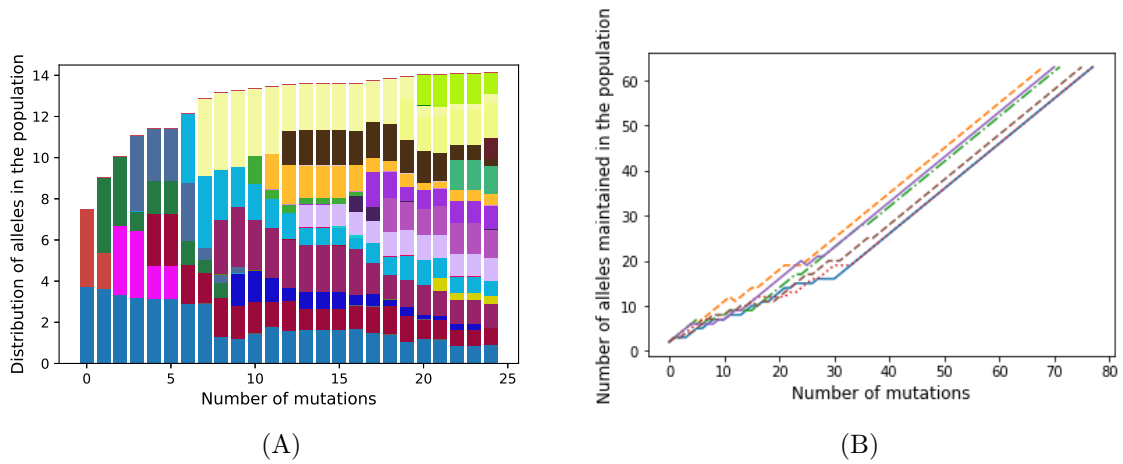 Distribution of alleles in the population
14
12
10
8
6
4
2
0
0 5 10 15 20 25
Number of mutations
(A)
Number of alleles maintained in the population
60
50
40
30
20
10
0
0 10 20 30 40 50 60 70 80
Number of mutations
(B)